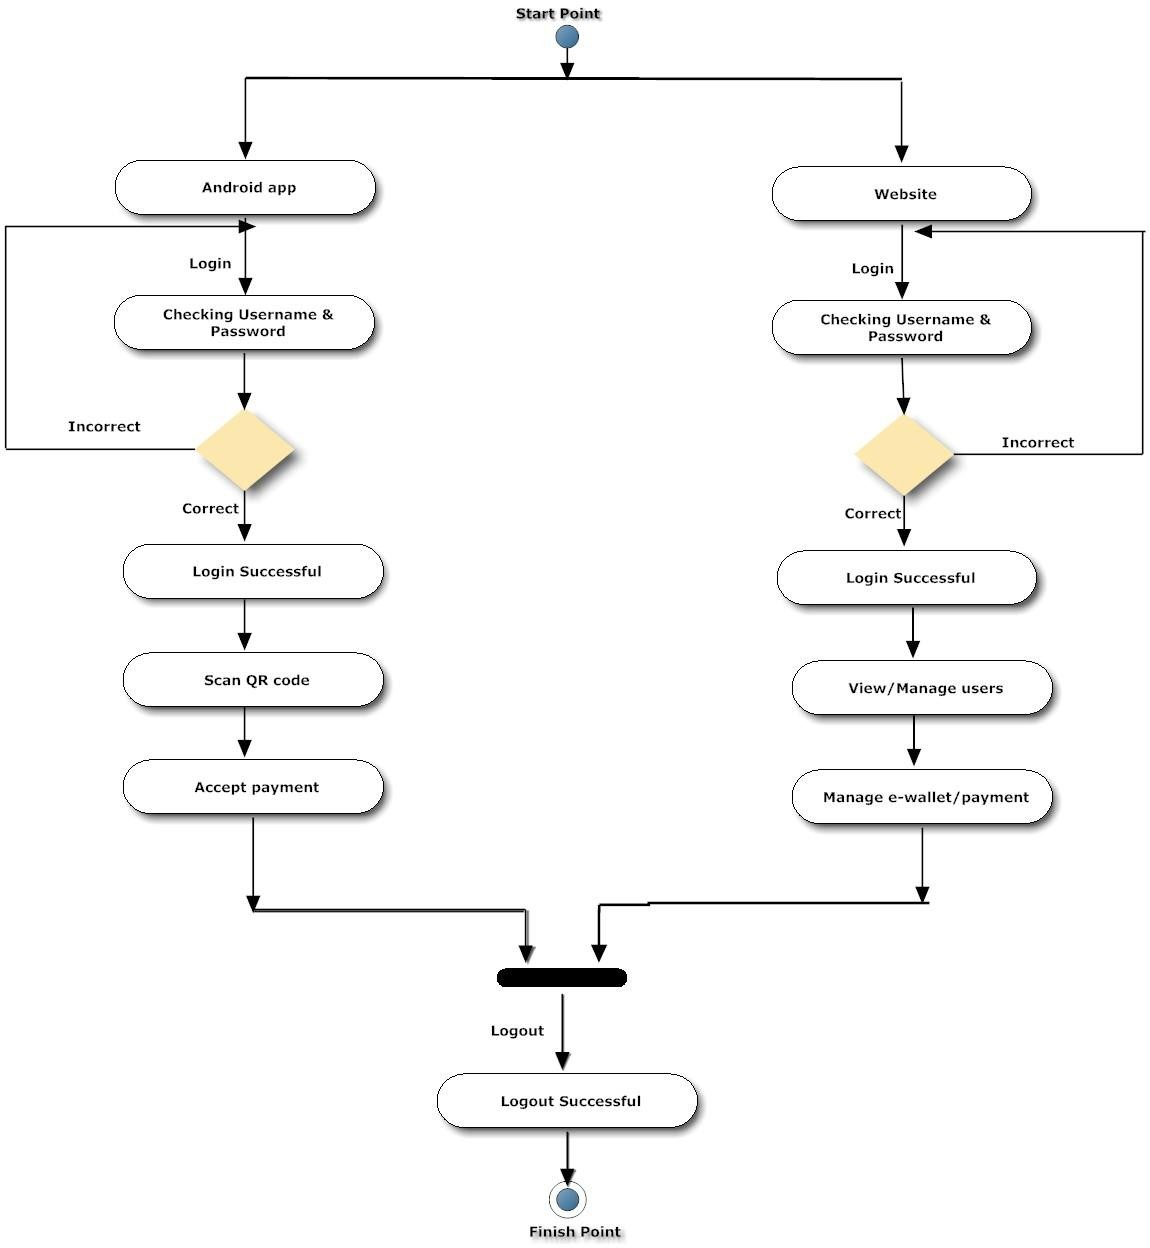 Start Point
Android app
Website
Login
Login
Checking Username &
Password
Checking Username &
Password
Incorrect
Incorrect
Correct
Correct
Login Successful
Login Successful
Scan QR code
View/Manage users
Accept payment
Manage e-wallet/payment
Logout
Logout Successful
Finish Point